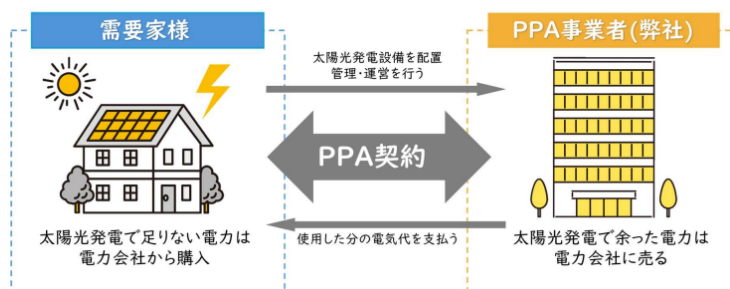 需要家様
PPA事業者(弊社)
太陽光発電設備を配置
管理・運営を行う
PPA契約
使用した分の電気代を支払う
太陽光発電で足りない電力は
電力会社から購入
太陽光発電で余った電力は
電力会社に売る